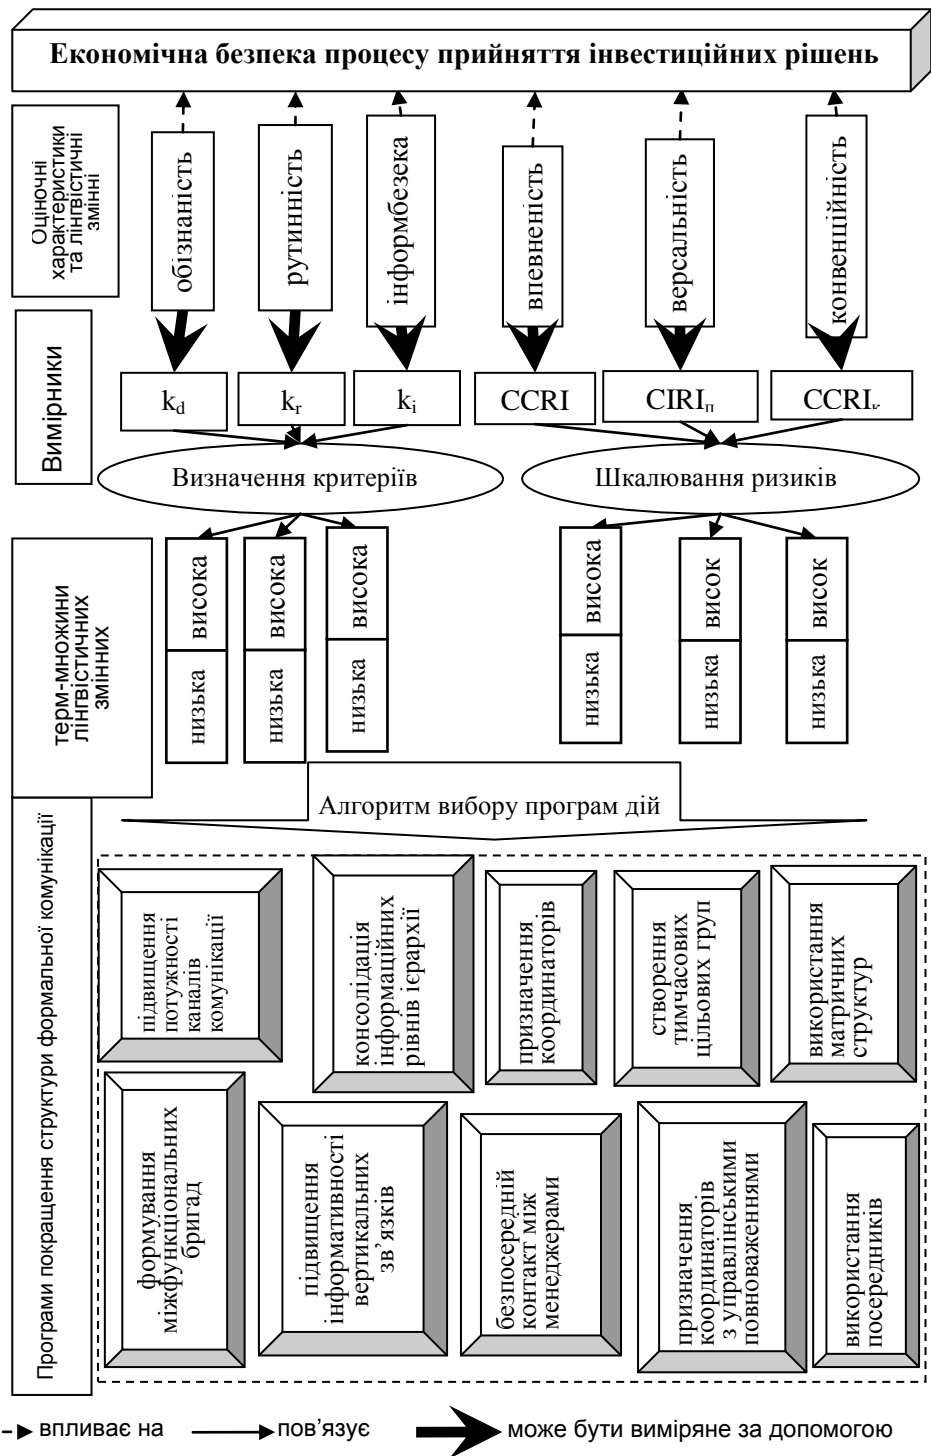 Економічна безпека процесу прийняття інвестиційних рішень
Оціночні
характеристики
та лінгвістичні
змінні
обізнаність
рутинність
інформбезека
впевненість
версальність
конвенційність
Вимірники
k_d
k_r
k_i
CCRI
CIRI_п
CCRI_к
Визначення критеріїв
Шкалювання ризиків
терм-множини
лінгвістичних
змінних
висока
висока
висока
висока
висок
висок
низька
низька
низька
низька
низька
низька
Алгоритм вибору програм дій
Програми покращення структури формальної комунікації
підвищення
потужності
каналів
комунікації
консолідація
інформаційних
рівнів ієрархії
призначення
координаторів
створення
тимчасових
цільових груп
використання
матричних
структур
формування
міжфункціональних
бригад
підвищення
інформативності
вертикальних
зв’язків
безпосередній
контакт між
менеджерами
призначення
координаторів
з управлінськими
повноваженнями
використання
посередників
впливає на
пов’язує
може бути виміряне за допомогою